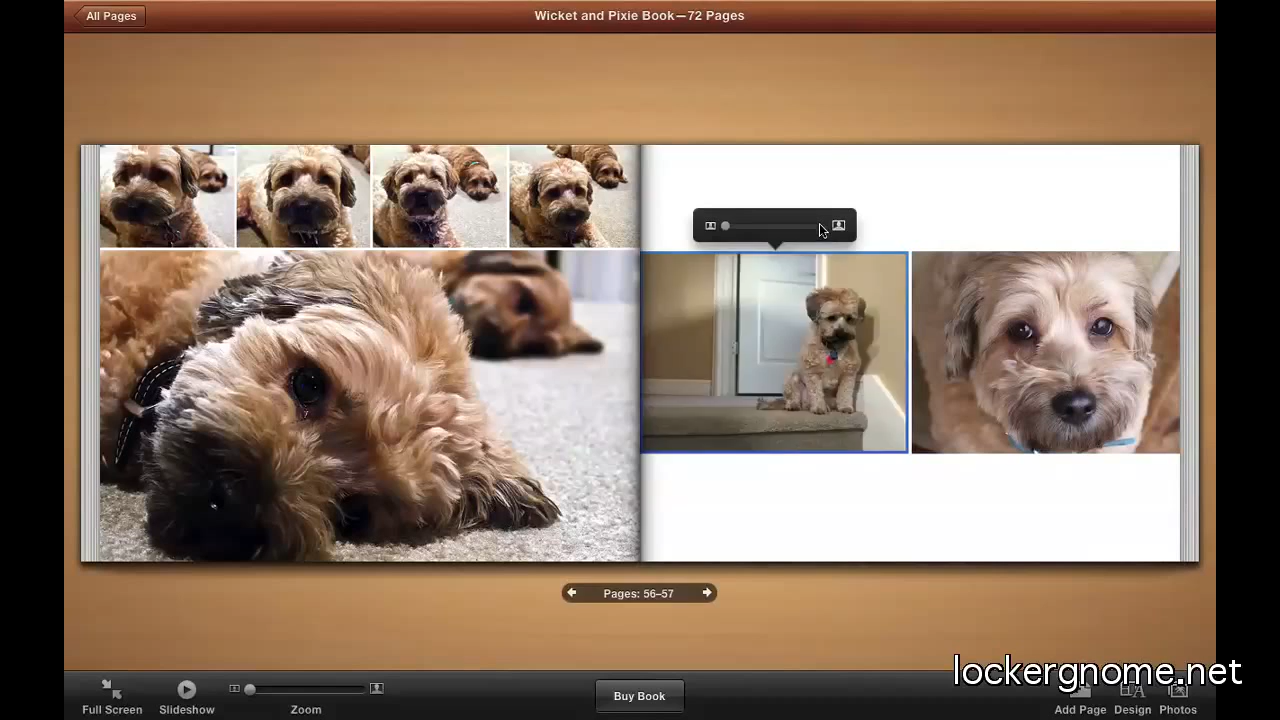 All Pages
Wicket and Pixie Book—72 Pages
Pages: 56–57
Full Screen
Slideshow
Zoom
Buy Book
Add Page
Design
Photos
lockergnome.net